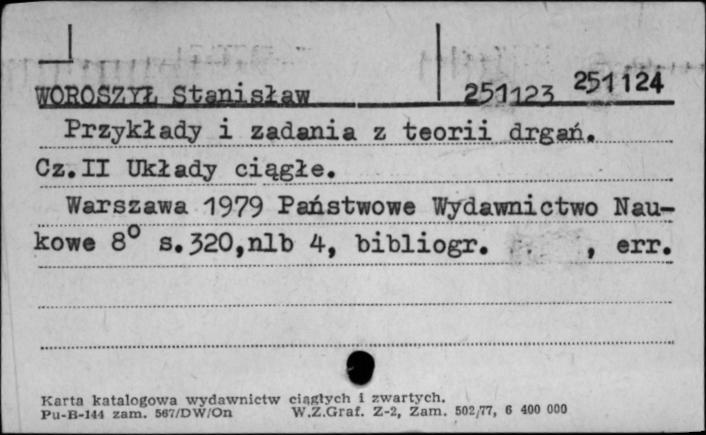 WOROSZYŁ Stanisław 251123 251124
Przykłady i zadania z teorii drgań.
Cz.II Układy ciągłe.
Warszawa 1979 Państwowe Wydawnictwo Nau-
kowe 8° s.320,nlb 4, bibliogr. , err.
Karta katalogowa wydawnictw ciągłych i zwartych.
Pu-B-144 zam. 567/DW/On W.Z.Graf. Z-2, Zam. 502/77, 6 400 000